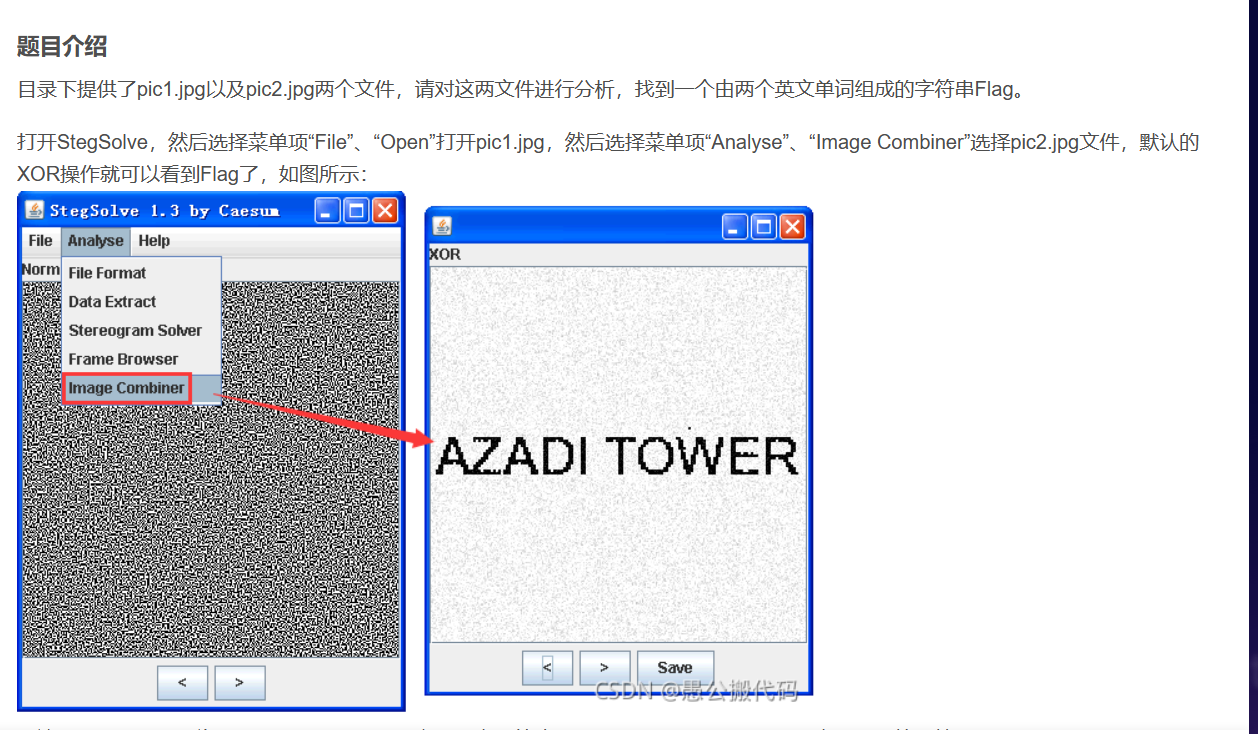 题目介绍
目录下提供了pic1.jpg以及pic2.jpg两个文件，请对这两文件进行分析，找到一个由两个英文单词组成的字符串Flag。
打开StegSolve，然后选择菜单项“File”、“Open”打开pic1.jpg，然后选择菜单项“Analyse”、“Image Combiner”选择pic2.jpg文件，默认的
XOR操作就可以看到Flag了，如图所示：
StegSolve 1.3 by Caesum
File Analyse Help
Norm
File Format
Data Extract
Stereogram Solver
Frame Browser
Image Combiner
< >
XOR
AZADI TOWER
< > Save
CSDN @愚公搬代码